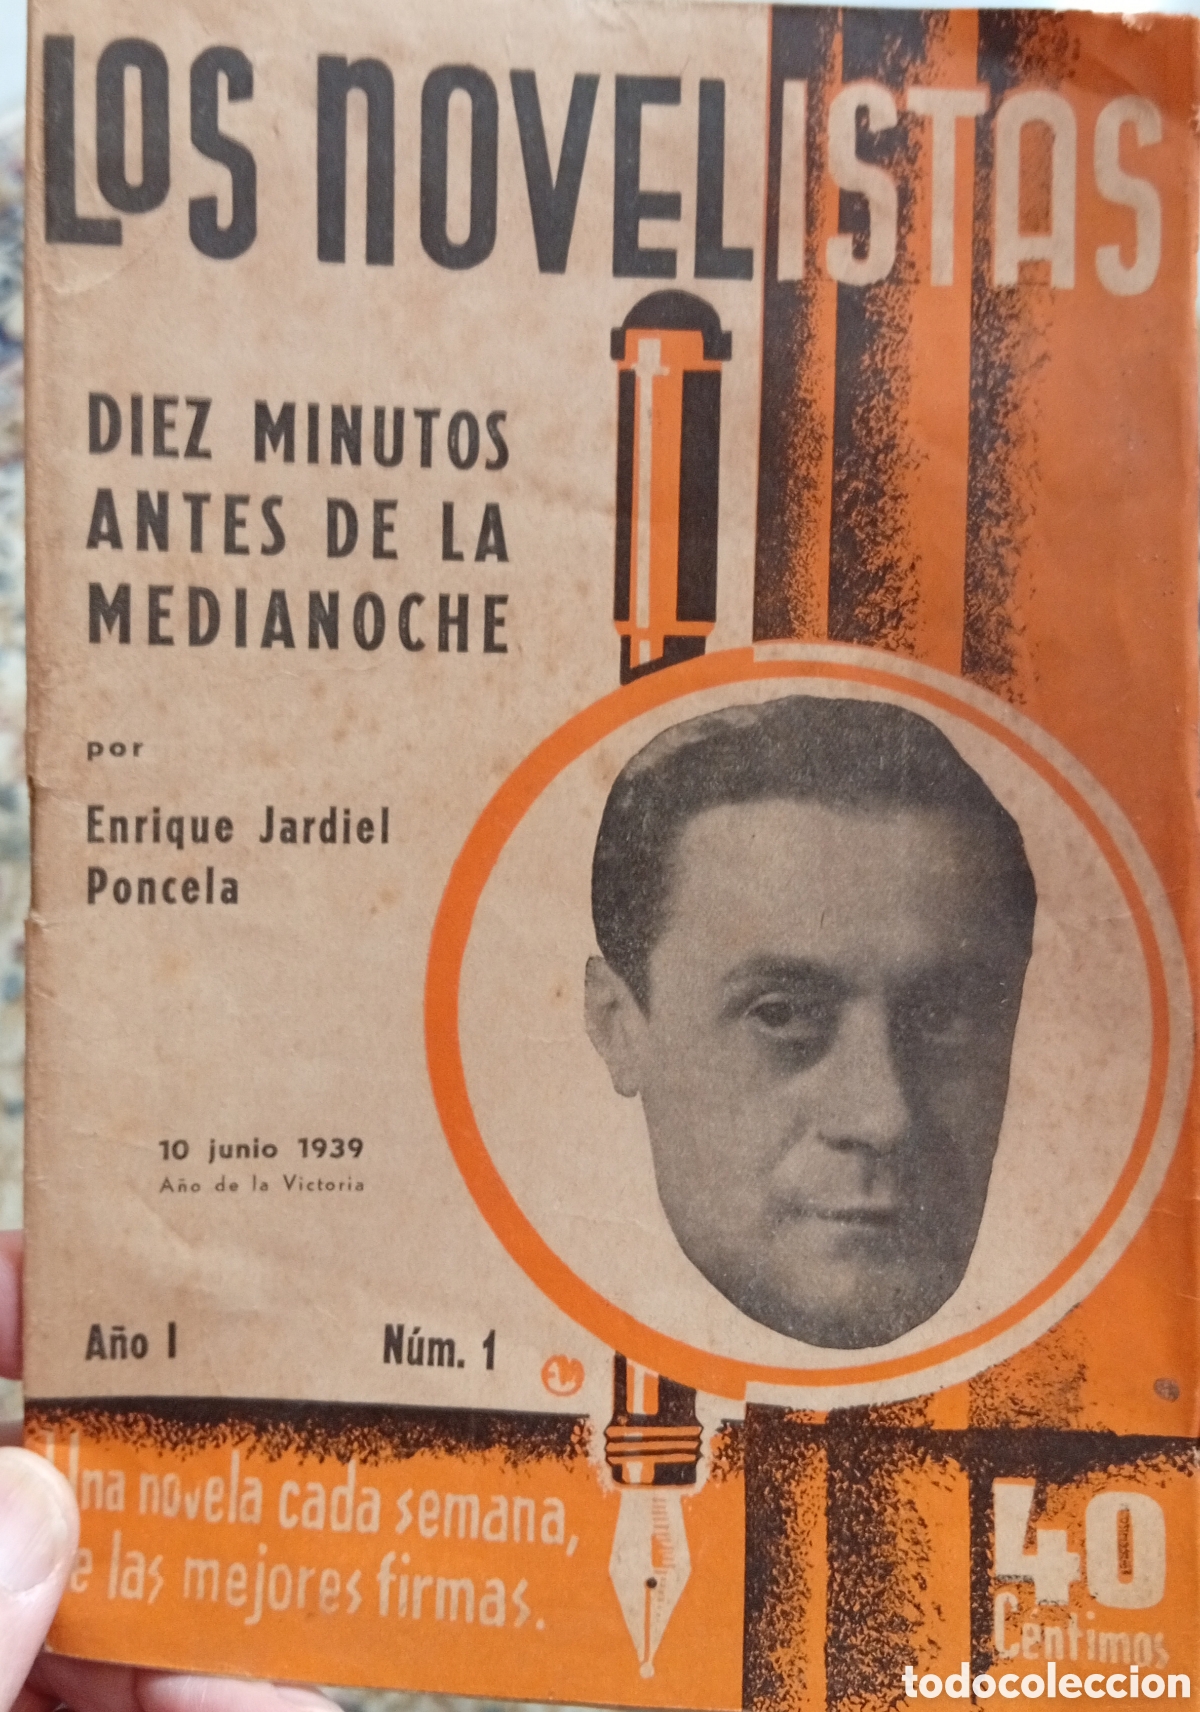 LOS NOVELISTAS
DIEZ MINUTOS
ANTES DE LA
MEDIANOCHE
por
Enrique Jardiel
Poncela
10 junio 1939
Año de la Victoria
Año I Núm. 1
Una novela cada semana,
e las mejores firmas.
40
Céntimos
todocoleccion